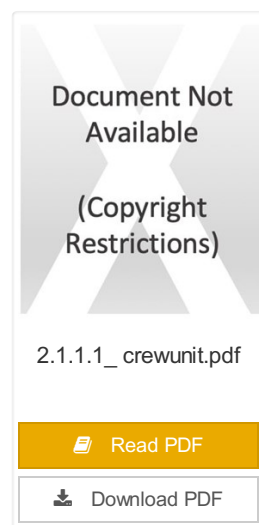 Document Not
Available
(Copyright
Restrictions)
2.1.1.1_ crewunit.pdf
Read PDF
Download PDF